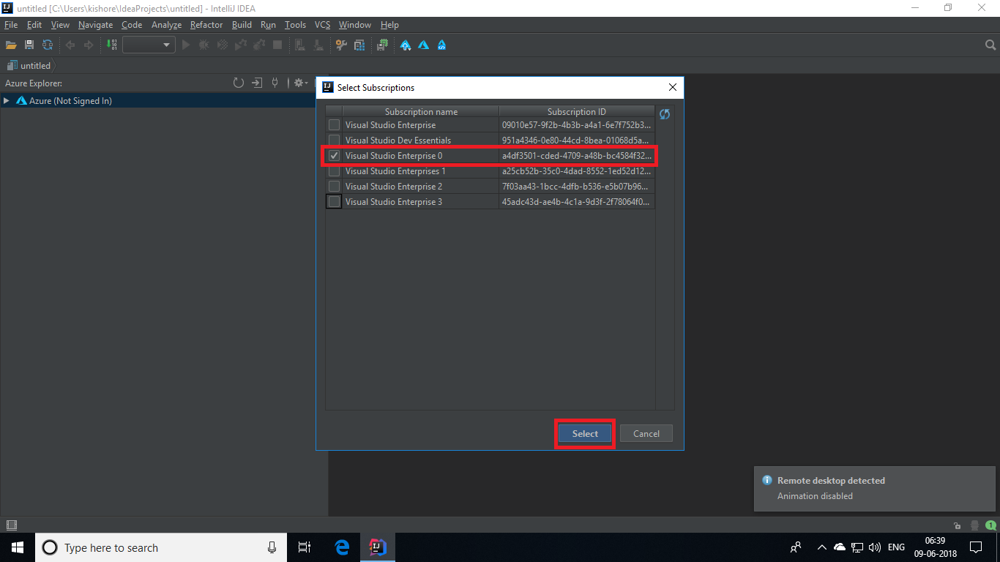 untitled [C:\Users\kishore\IdeaProjects\untitled] - IntelliJ IDEA
File Edit View Navigate Code Analyze Refactor Build Run Tools VCS Window Help
untitled
Azure Explorer:
Azure (Not Signed In)
Select Subscriptions
Subscription name Subscription ID
Visual Studio Enterprise 09010e57-9f2b-4b3b-a4a1-6e7f752b3...
Visual Studio Dev Essentials 951a4346-0e80-44cd-8bea-01068d5a...
Visual Studio Enterprise 0 a4df3501-cded-4709-a48b-bc4584f32...
Visual Studio Enterprises 1 a25cb52b-35c0-4dad-8552-1ed52d12...
Visual Studio Enterprise 2 7f03aa43-1bcc-4dfb-b536-e5b07b96...
Visual Studio Enterprise 3 45adc43d-ae4b-4c1a-9d3f-2f78064f0...
Select Cancel
Remote desktop detected
Animation disabled
1
Type here to search
ENG
06:39
09-06-2018